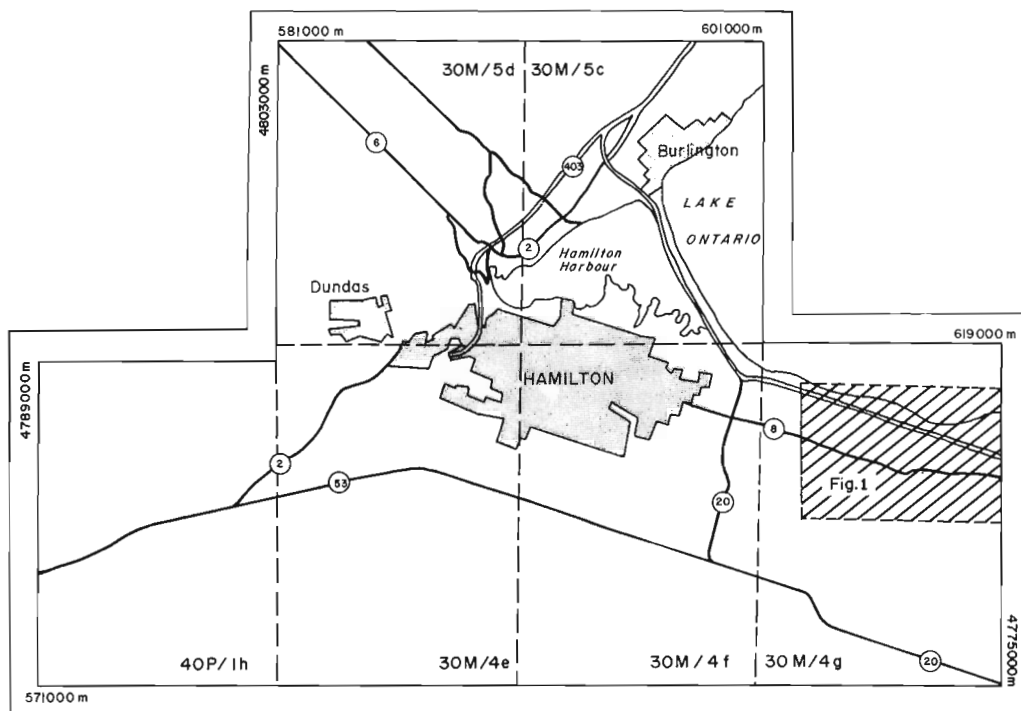 581000 m
601000 m
4803000 m
30M/5d
30M/5c
6
403
Burlington
LAKE
ONTARIO
2
Hamilton
Harbour
Dundas
619000 m
4789000 m
HAMILTON
8
2
53
20
Fig.1
40P/1h
30M/4e
30M/4f
30M/4g
20
4775000 m
571000 m